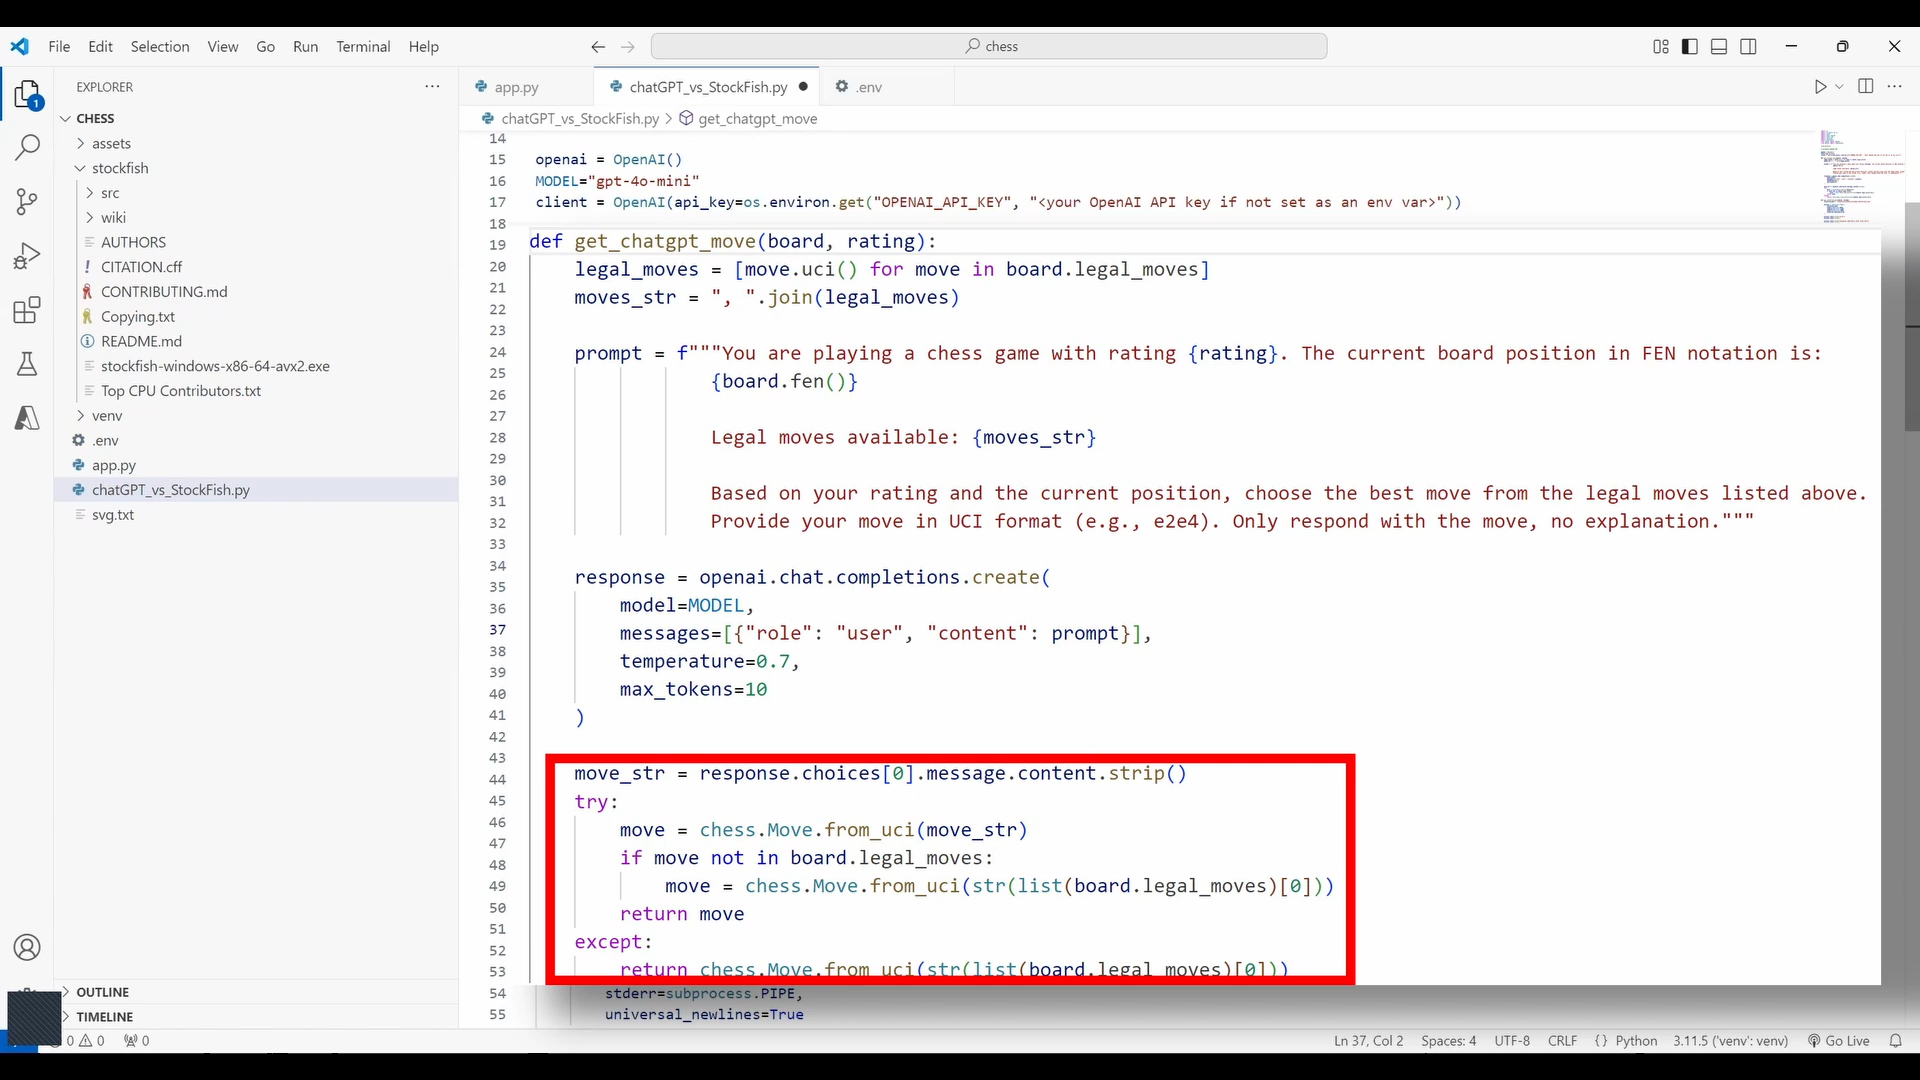 File Edit Selection View Go Run Terminal Help
chess
EXPLORER
1
CHESS
assets
stockfish
src
wiki
AUTHORS
CITATION.cff
CONTRIBUTING.md
Copying.txt
README.md
stockfish-windows-x86-64-avx2.exe
Top CPU Contributors.txt
venv
.env
app.py
chatGPT_vs_StockFish.py
svg.txt
OUTLINE
TIMELINE
app.py chatGPT_vs_StockFish.py .env
chatGPT_vs_StockFish.py > get_chatgpt_move
14
15 openai = OpenAI()
16 MODEL="gpt-4o-mini"
17 client = OpenAI(api_key=os.environ.get("OPENAI_API_KEY", "<your OpenAI API key if not set as an env var>"))
18
19 def get_chatgpt_move(board, rating):
20 legal_moves = [move.uci() for move in board.legal_moves]
21 moves_str = ", ".join(legal_moves)
22
23
24 prompt = f"""You are playing a chess game with rating {rating}. The current board position in FEN notation is:
25 {board.fen()}
26
27
28 Legal moves available: {moves_str}
29
30
31 Based on your rating and the current position, choose the best move from the legal moves listed above.
32 Provide your move in UCI format (e.g., e2e4). Only respond with the move, no explanation."""
33
34
35 response = openai.chat.completions.create(
36 model=MODEL,
37 messages=[{"role": "user", "content": prompt}],
38 temperature=0.7,
39
40 max_tokens=10
41 )
42
43
44 move_str = response.choices[0].message.content.strip()
45 try:
46 move = chess.Move.from_uci(move_str)
47
48 if move not in board.legal_moves:
49 move = chess.Move.from_uci(str(list(board.legal_moves)[0]))
50 return move
51
52 except:
53 return chess.Move.from_uci(str(list(board.legal_moves)[0]))
54 stderr=subprocess.PIPE,
55 universal_newlines=True
0 0 0
Ln 37, Col 2 Spaces: 4 UTF-8 CRLF {} Python 3.11.5 ('venv': venv) Go Live